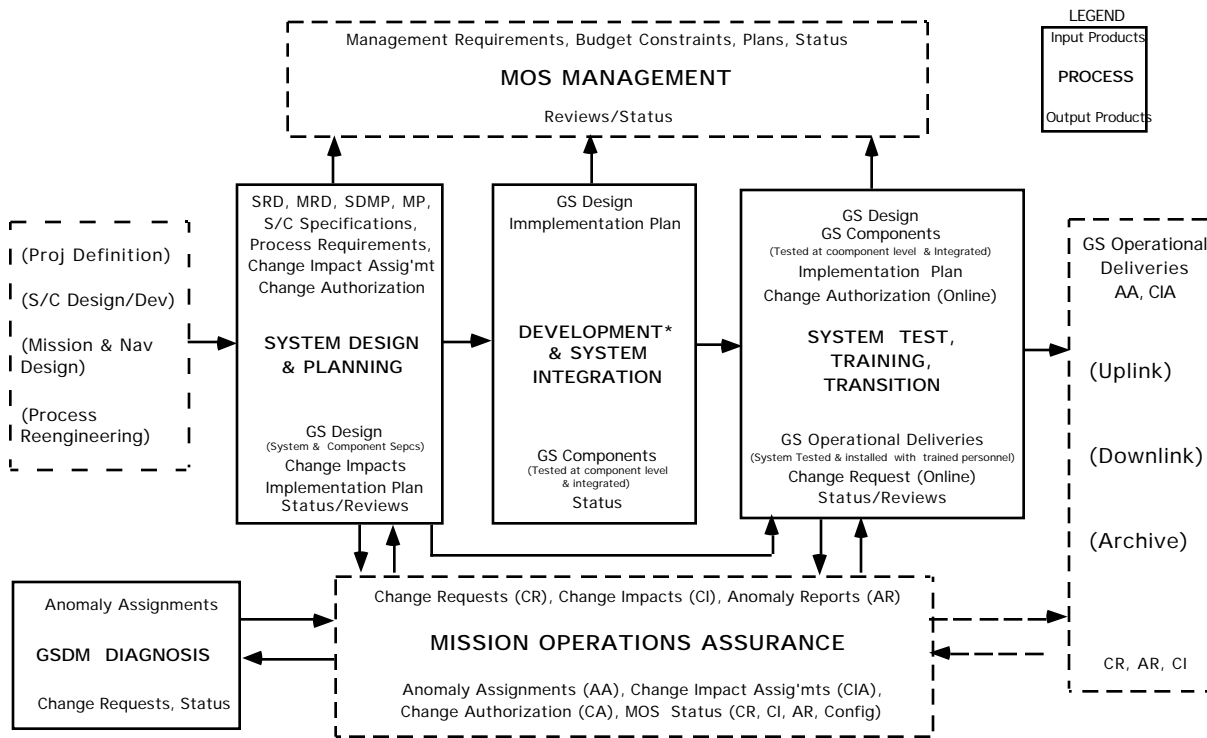 LEGEND
Input Products
PROCESS
Output Products
Management Requirements, Budget Constraints, Plans, Status
MOS MANAGEMENT
Reviews/Status
(Proj Definition)
(S/C Design/Dev)
(Mission & Nav
Design)
(Process
Reengineering)
SRD, MRD, SDMP, MP,
S/C Specifications,
Process Requirements,
Change Impact Assig'mt
Change Authorization
SYSTEM DESIGN
& PLANNING
GS Design
(System & Component Sepcs)
Change Impacts
Implementation Plan
Status/Reviews
GS Design
Immplementation Plan
DEVELOPMENT*
& SYSTEM
INTEGRATION
GS Components
(Tested at component level
& integrated)
Status
GS Design
GS Components
(Tested at coomponent level & Integrated)
Implementation Plan
Change Authorization (Online)
SYSTEM TEST,
TRAINING,
TRANSITION
GS Operational Deliveries
(System Tested & installed with trained personnel)
Change Request (Online)
Status/Reviews
GS Operational
Deliveries
AA, CIA
(Uplink)
(Downlink)
(Archive)
CR, AR, CI
Anomaly Assignments
GSDM DIAGNOSIS
Change Requests, Status
Change Requests (CR), Change Impacts (CI), Anomaly Reports (AR)
MISSION OPERATIONS ASSURANCE
Anomaly Assignments (AA), Change Impact Assig'mts (CIA),
Change Authorization (CA), MOS Status (CR, CI, AR, Config)